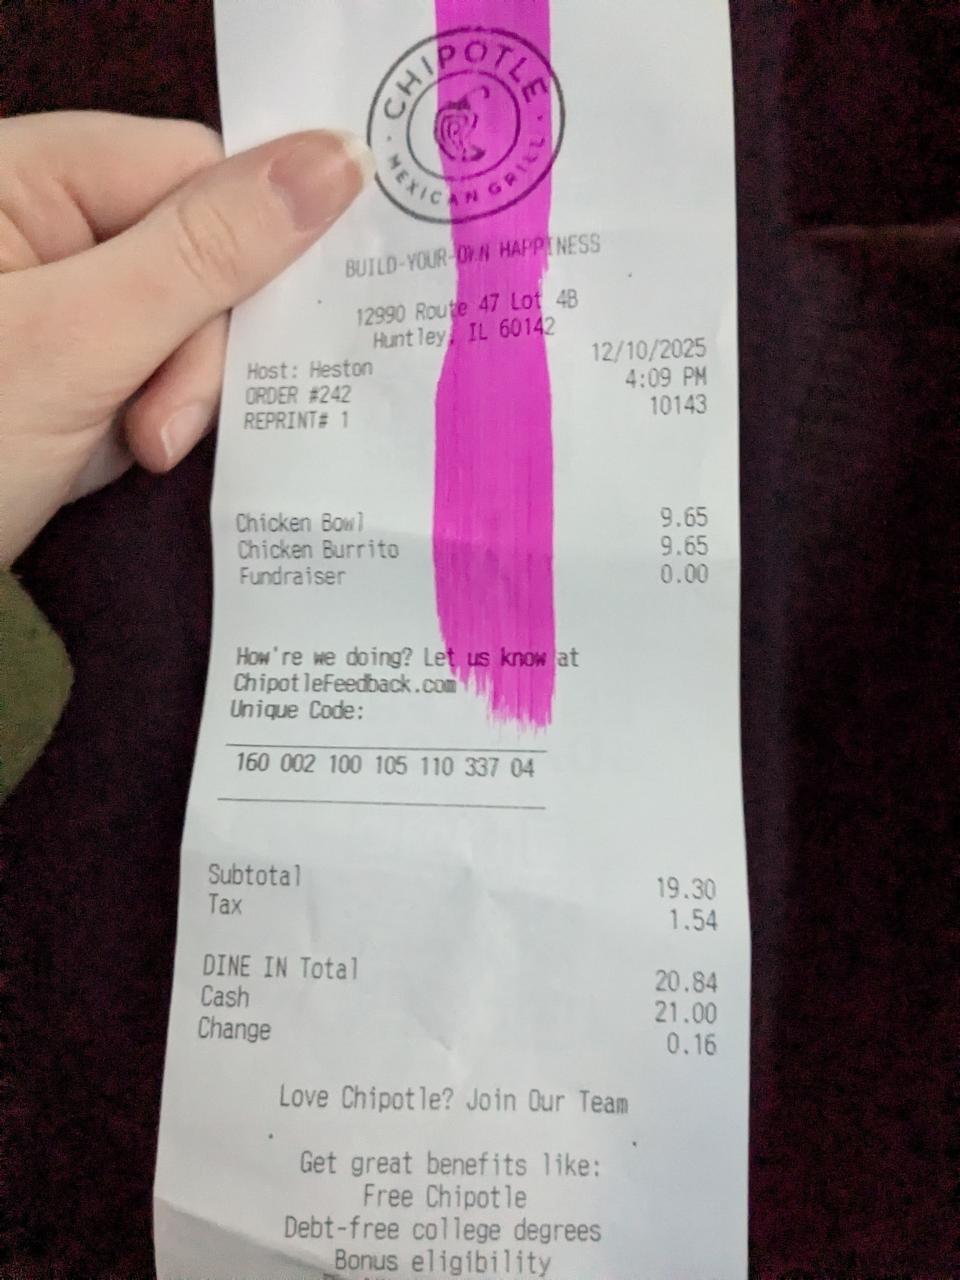 CHIPOTLE
MEXICAN GRILL
BUILD-YOUR-OWN HAPPINESS
12990 Route 47 Lot 4B
Huntley, IL 60142
12/10/2025
Host: Heston
4:09 PM
ORDER #242
10143
REPRINT# 1
Chicken Bowl 9.65
Chicken Burrito 9.65
Fundraiser 0.00
How're we doing? Let us know at
ChipotleFeedback.com
Unique Code:
160 002 100 105 110 337 04
Subtotal 19.30
Tax 1.54
DINE IN Total 20.84
Cash 21.00
Change 0.16
Love Chipotle? Join Our Team
Get great benefits like:
Free Chipotle
Debt-free college degrees
Bonus eligibility